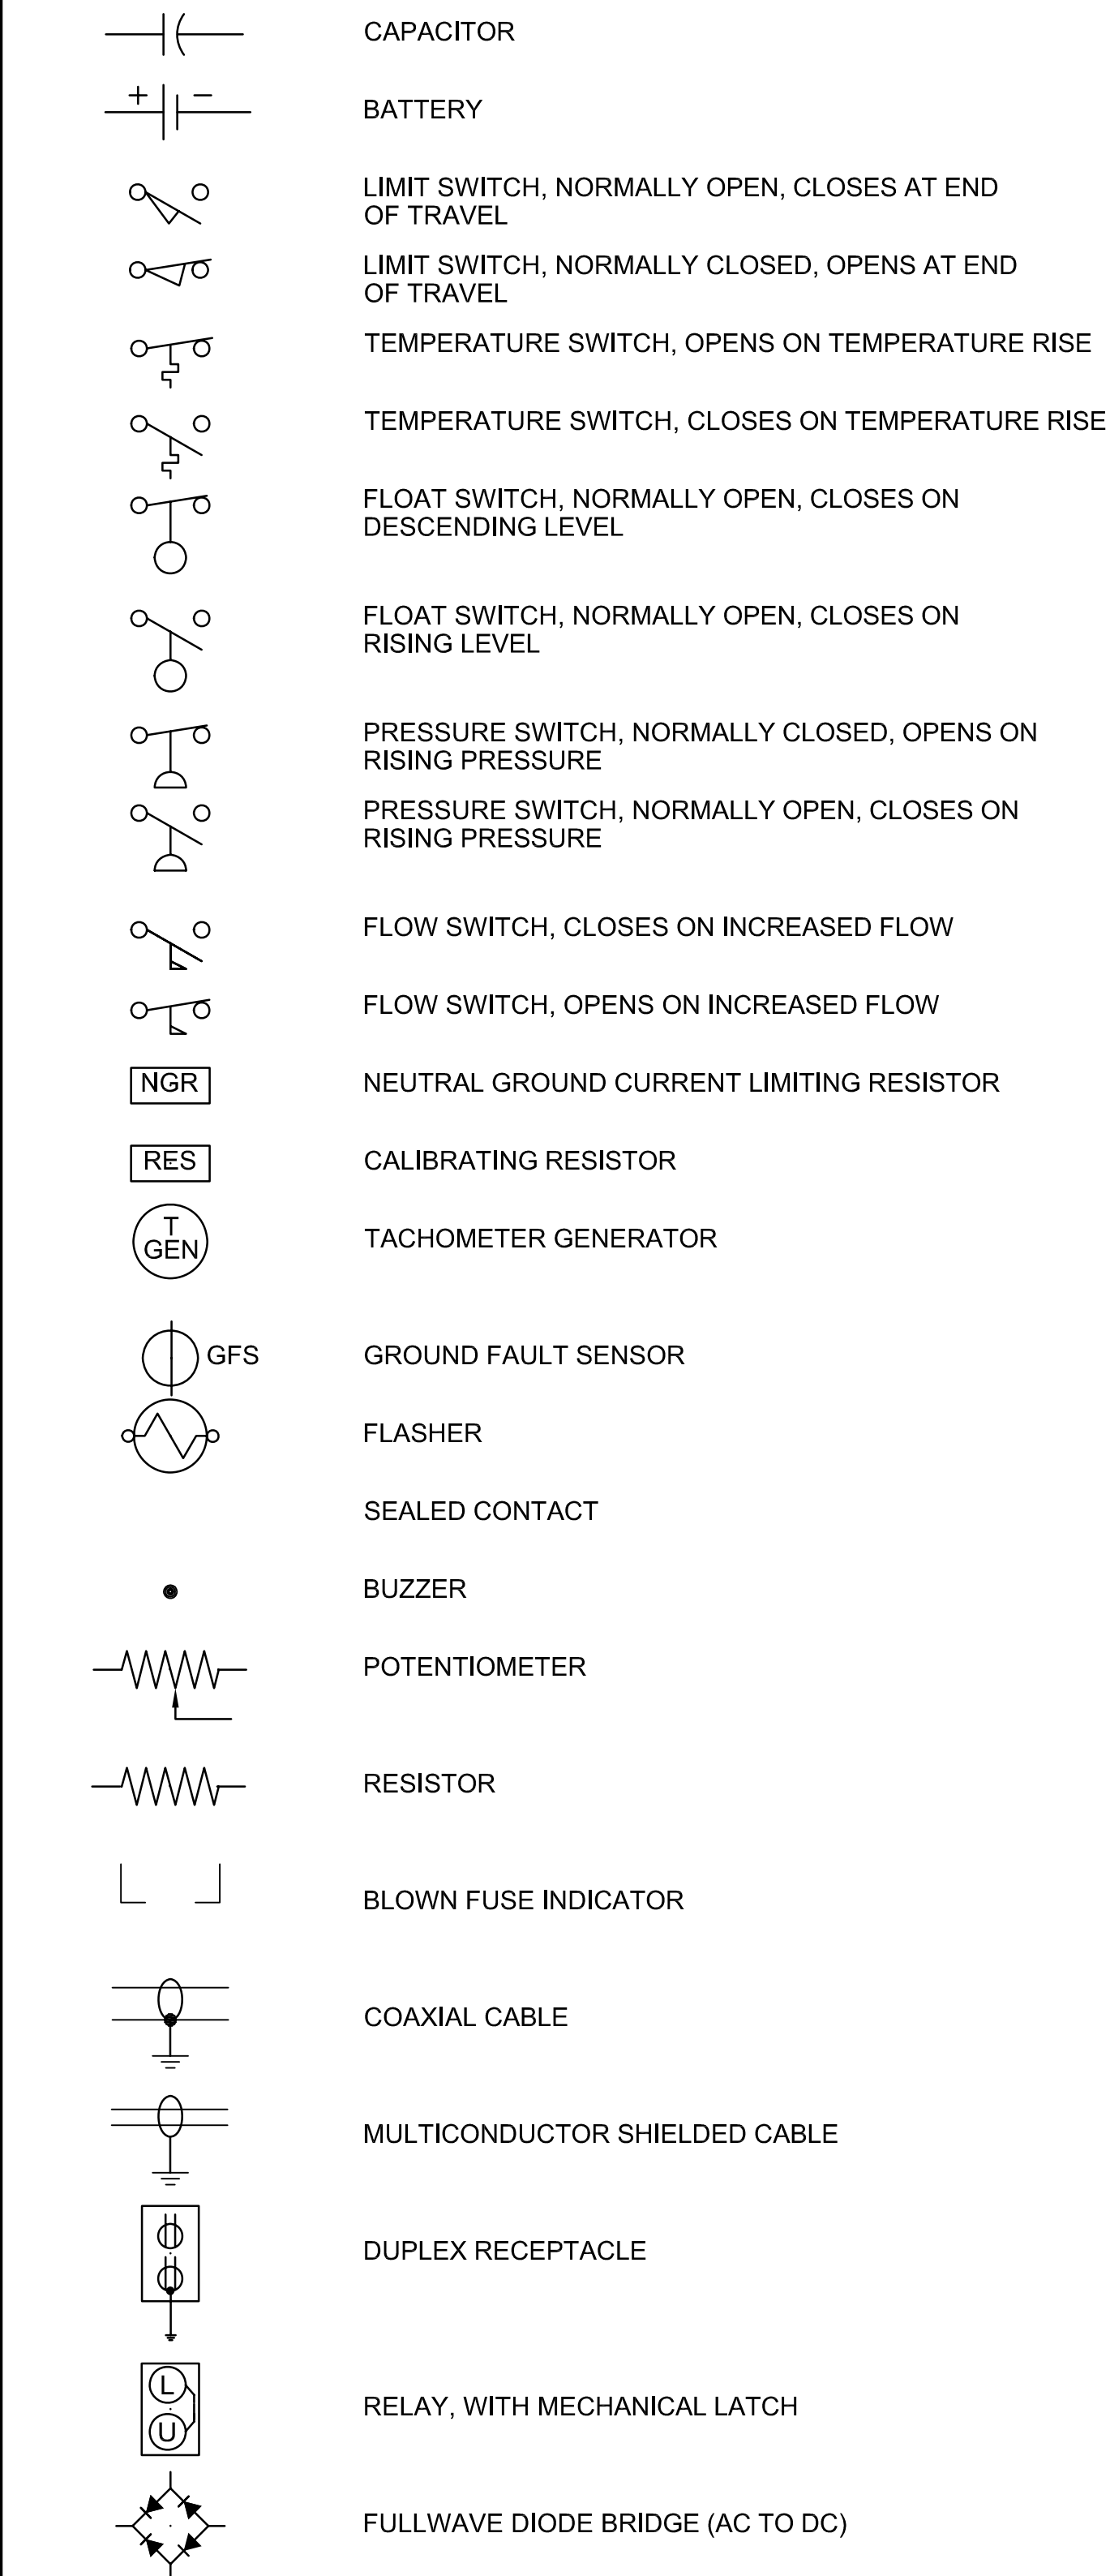 CAPACITOR
+ −
BATTERY
LIMIT SWITCH, NORMALLY OPEN, CLOSES AT END
OF TRAVEL
LIMIT SWITCH, NORMALLY CLOSED, OPENS AT END
OF TRAVEL
TEMPERATURE SWITCH, OPENS ON TEMPERATURE RISE
TEMPERATURE SWITCH, CLOSES ON TEMPERATURE RISE
FLOAT SWITCH, NORMALLY OPEN, CLOSES ON
DESCENDING LEVEL
FLOAT SWITCH, NORMALLY OPEN, CLOSES ON
RISING LEVEL
PRESSURE SWITCH, NORMALLY CLOSED, OPENS ON
RISING PRESSURE
PRESSURE SWITCH, NORMALLY OPEN, CLOSES ON
RISING PRESSURE
FLOW SWITCH, CLOSES ON INCREASED FLOW
FLOW SWITCH, OPENS ON INCREASED FLOW
NGR NEUTRAL GROUND CURRENT LIMITING RESISTOR
RES CALIBRATING RESISTOR
T
GEN TACHOMETER GENERATOR
GFS GROUND FAULT SENSOR
FLASHER
SEALED CONTACT
BUZZER
POTENTIOMETER
RESISTOR
BLOWN FUSE INDICATOR
COAXIAL CABLE
MULTICONDUCTOR SHIELDED CABLE
DUPLEX RECEPTACLE
L
RELAY, WITH MECHANICAL LATCH
U
FULLWAVE DIODE BRIDGE (AC TO DC)